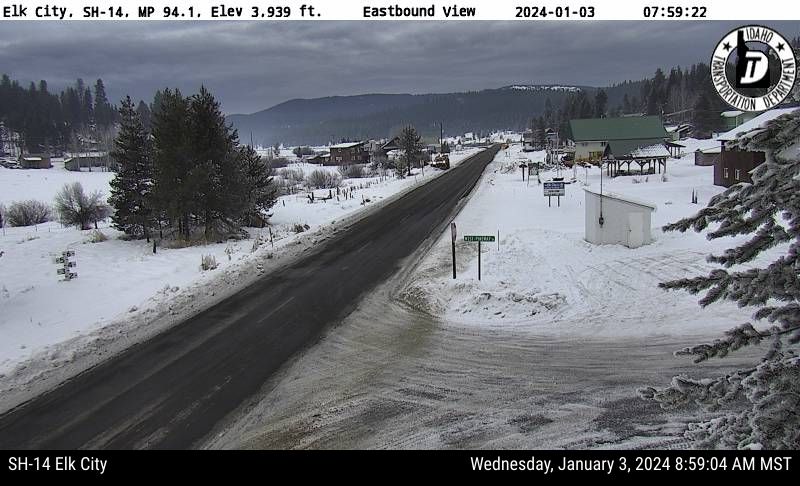 Elk City, SH-14, MP 94.1, Elev 3,939 ft. Eastbound View 2024-01-03 07:59:22
IDAHO
TRANSPORTATION DEPARTMENT
SH-14 Elk City Wednesday, January 3, 2024 8:59:04 AM MST